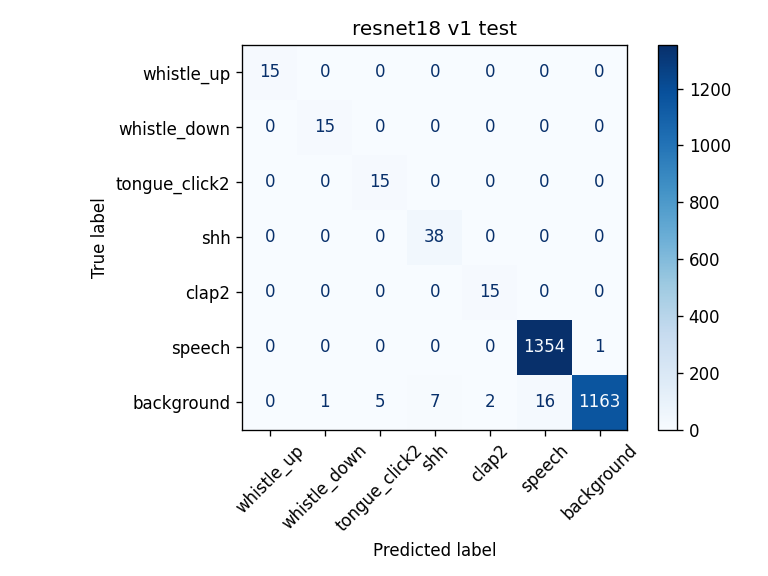 resnet18 v1 test
whistle_up 15 0 0 0 0 0 0
whistle_down 0 15 0 0 0 0 0
tongue_click2 0 0 15 0 0 0 0
shh 0 0 0 38 0 0 0
clap2 0 0 0 0 15 0 0
speech 0 0 0 0 0 1354 1
background 0 1 5 7 2 16 1163
True label
whistle_up
whistle_down
tongue_click2
shh
clap2
speech
background
Predicted label
1200
1000
800
600
400
200
0